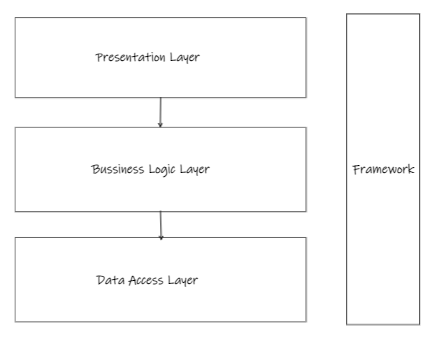 Presentation Layer
Bussiness Logic Layer
Framework
Data Access Layer